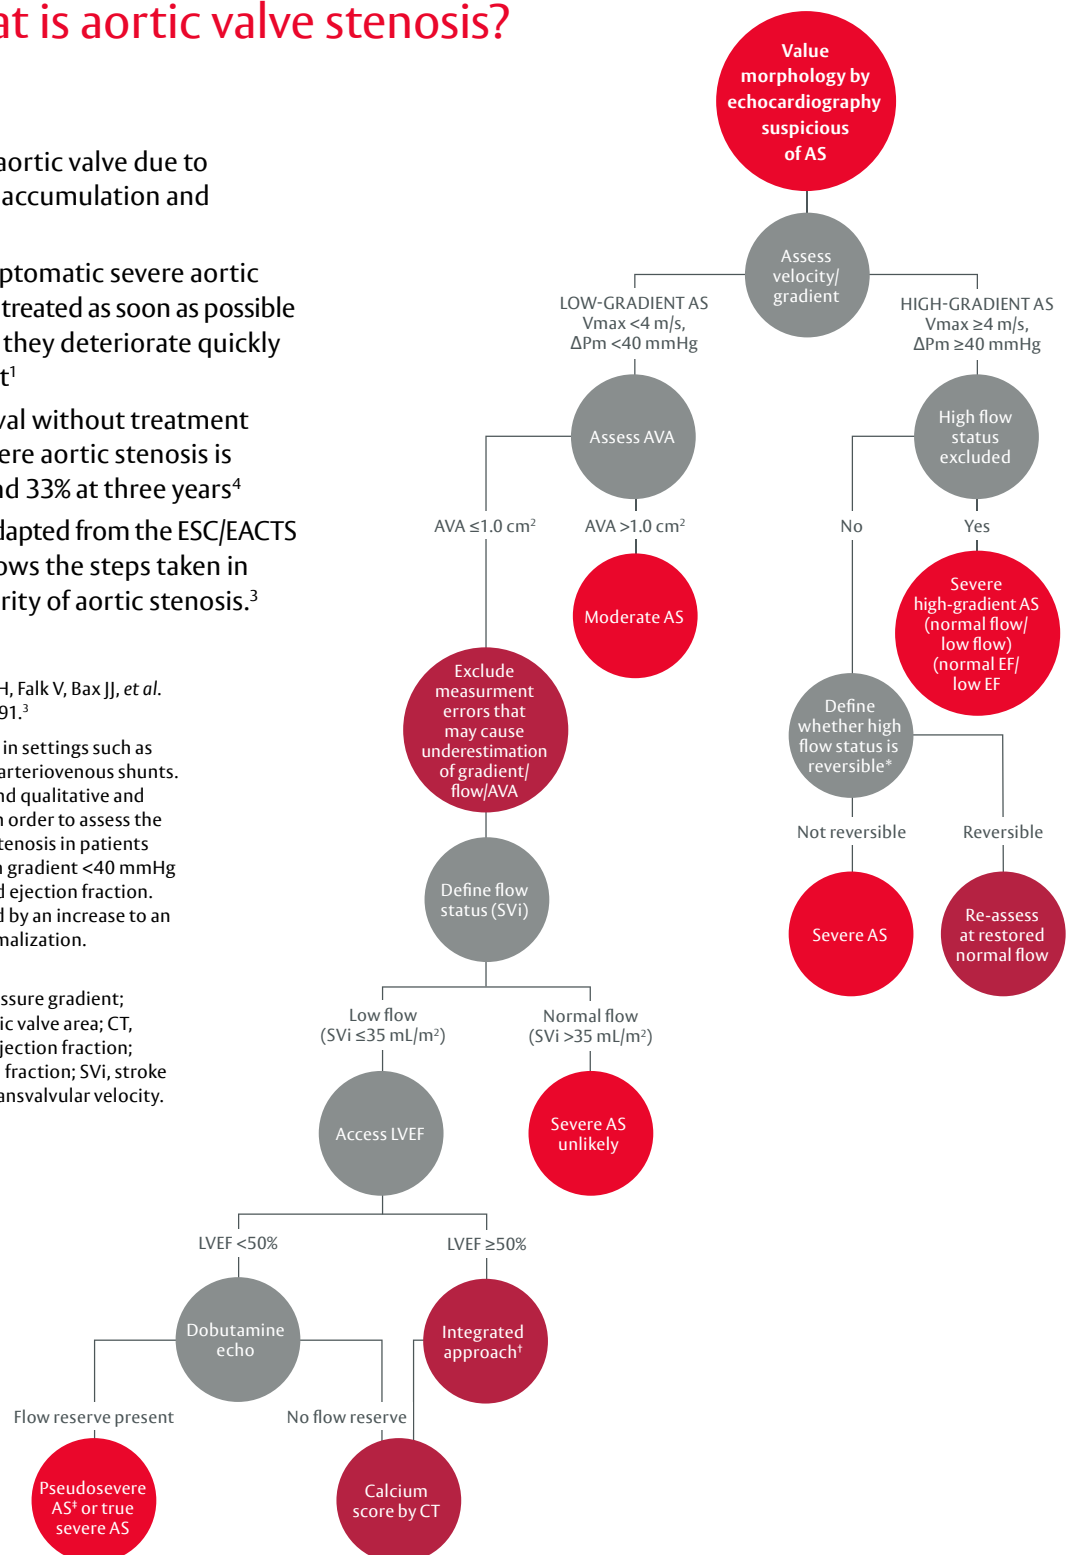 at is aortic valve stenosis?
aortic valve due to
accumulation and
ptomatic severe aortic
treated as soon as possible
they deteriorate quickly
t¹
val without treatment
ere aortic stenosis is
nd 33% at three years⁴
dapted from the ESC/EACTS
ows the steps taken in
rity of aortic stenosis.³
H, Falk V, Bax JJ, et al.
91.³
in settings such as
arteriovenous shunts.
nd qualitative and
n order to assess the
tenosis in patients
n gradient <40 mmHg
d ejection fraction.
d by an increase to an
malization.
ssure gradient;
ic valve area; CT,
jection fraction;
fraction; SVi, stroke
ansvalvular velocity.
Value
morphology by
echocardiography
suspicious
of AS
Assess
velocity/
gradient
LOW-GRADIENT AS
Vmax <4 m/s,
ΔPm <40 mmHg
HIGH-GRADIENT AS
Vmax ≥4 m/s,
ΔPm ≥40 mmHg
Assess AVA
High flow
status
excluded
AVA ≤1.0 cm²
AVA >1.0 cm²
No
Yes
Moderate AS
Severe
high-gradient AS
(normal flow/
low flow)
(normal EF/
low EF
Exclude
measurment
errors that
may cause
underestimation
of gradient/
flow/AVA
Define
whether high
flow status is
reversible*
Not reversible
Reversible
Define flow
status (SVi)
Severe AS
Re-assess
at restored
normal flow
Low flow
(SVi ≤35 mL/m²)
Normal flow
(SVi >35 mL/m²)
Access LVEF
Severe AS
unlikely
LVEF <50%
LVEF ≥50%
Dobutamine
echo
Integrated
approach†
Flow reserve present
No flow reserve
Pseudosevere
AS‡ or true
severe AS
Calcium
score by CT